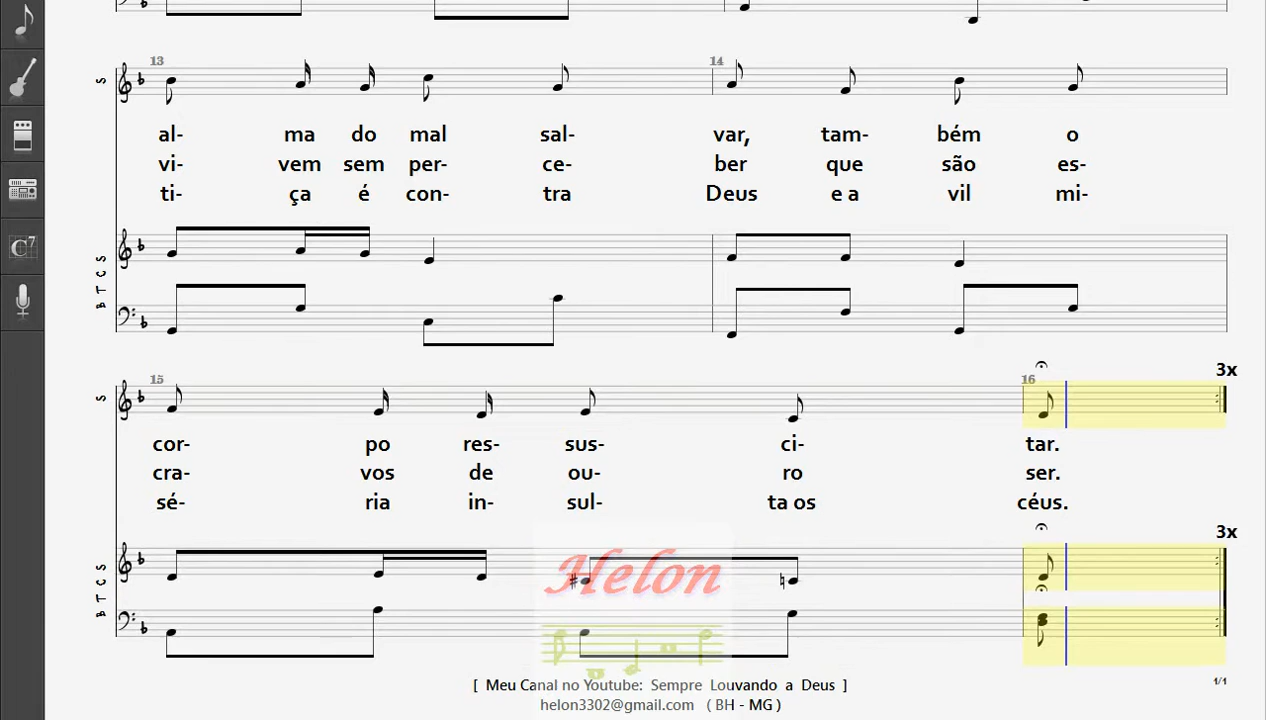 13
14
S
al- ma do mal sal- var, tam- bém o
vi- vem sem per- ce- ber que são es-
ti- ça é con- tra Deus e a vil mi-
S
C
T
B
C7
15
16
3x
S
cor- po res- sus- ci- tar.
cra- vos de ou- ro ser.
sé- ria in- sul- ta os céus.
3x
S
C
T
B
Helon
[ Meu Canal no Youtube: Sempre Louvando a Deus ]
1/1
helon3302@gmail.com ( BH - MG )